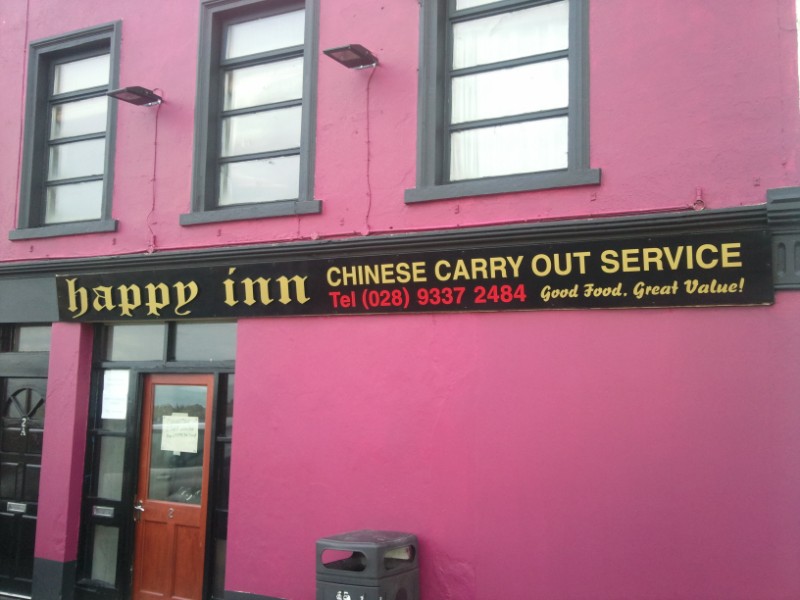 happy inn
CHINESE CARRY OUT SERVICE
Tel (028) 9337 2484
Good Food. Great Value!